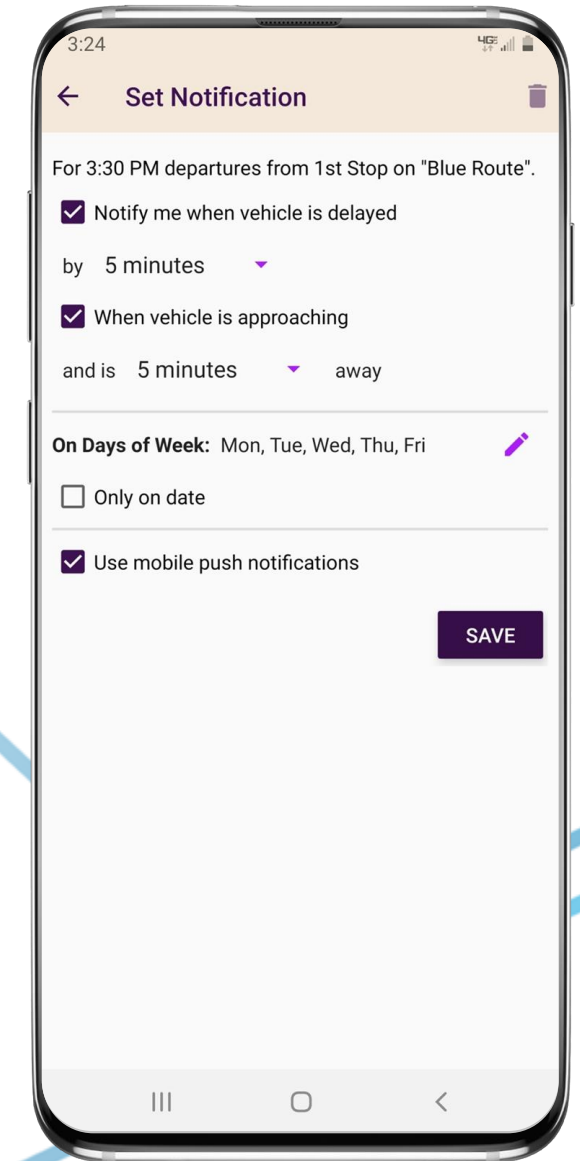 3:24
4GE
Set Notification
For 3:30 PM departures from 1st Stop on "Blue Route".
Notify me when vehicle is delayed
by 5 minutes
When vehicle is approaching
and is 5 minutes away
On Days of Week: Mon, Tue, Wed, Thu, Fri
Only on date
Use mobile push notifications
SAVE